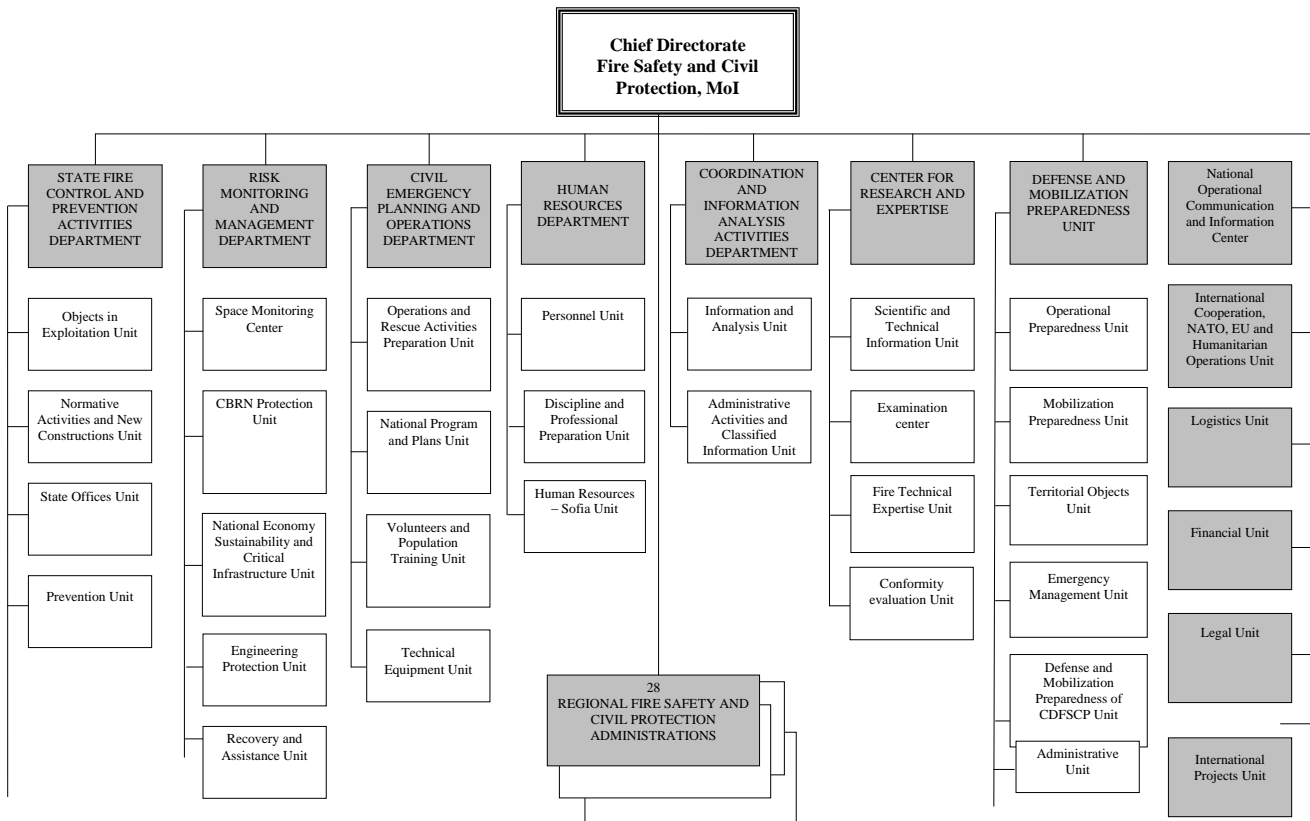 Chief Directorate
Fire Safety and Civil
Protection, MoI
STATE FIRE
CONTROL AND
PREVENTION
ACTIVITIES
DEPARTMENT
RISK
MONITORING
AND
MANAGEMENT
DEPARTMENT
CIVIL
EMERGENCY
PLANNING AND
OPERATIONS
DEPARTMENT
HUMAN
RESOURCES
DEPARTMENT
COORDINATION
AND
INFORMATION
ANALYSIS
ACTIVITIES
DEPARTMENT
CENTER FOR
RESEARCH AND
EXPERTISE
DEFENSE AND
MOBILIZATION
PREPAREDNESS
UNIT
National
Operational
Communication
and Information
Center
Objects in
Exploitation Unit
Space Monitoring
Center
Operations and
Rescue Activities
Preparation Unit
Personnel Unit
Information and
Analysis Unit
Scientific and
Technical
Information Unit
Operational
Preparedness Unit
International
Cooperation,
NATO, EU and
Humanitarian
Operations Unit
Normative
Activities and New
Constructions Unit
CBRN Protection
Unit
National Program
and Plans Unit
Discipline and
Professional
Preparation Unit
Administrative
Activities and
Classified
Information Unit
Examination
center
Mobilization
Preparedness Unit
Logistics Unit
State Offices Unit
National Economy
Sustainability and
Critical
Infrastructure Unit
Volunteers and
Population
Training Unit
Human Resources
– Sofia Unit
Fire Technical
Expertise Unit
Territorial Objects
Unit
Financial Unit
Prevention Unit
Engineering
Protection Unit
Technical
Equipment Unit
Conformity
evaluation Unit
Emergency
Management Unit
Legal Unit
Recovery and
Assistance Unit
28
REGIONAL FIRE SAFETY AND
CIVIL PROTECTION
ADMINISTRATIONS
Defense and
Mobilization
Preparedness of
CDFSCP Unit
Administrative
Unit
International
Projects Unit